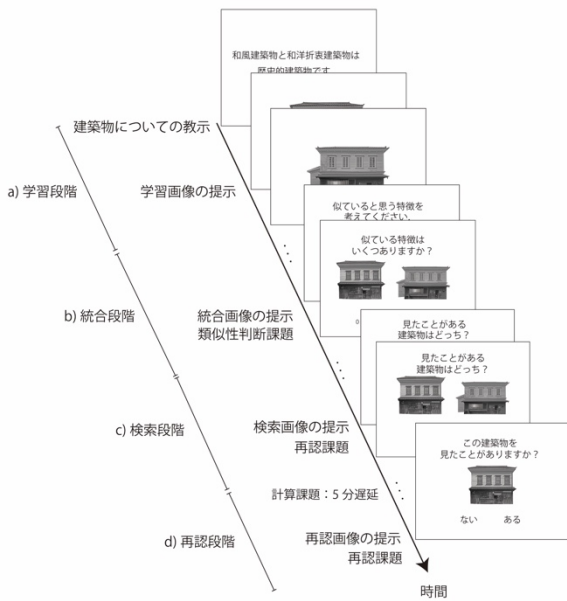 和風建築物と和洋折衷建築物は
歴史的建築物です
建築物についての教示
a) 学習段階
学習画像の提示
似ていると思う特徴を
考えてください.
似ている特徴は
いくつありますか？
0
b) 統合段階
統合画像の提示
類似性判断課題
見たことがある
建築物はどっち？
見たことがある
建築物はどっち？
c) 検索段階
検索画像の提示
再認課題
この建築物を
見たことがありますか？
ない ある
計算課題：5 分遅延
d) 再認段階
再認画像の提示
再認課題
時間